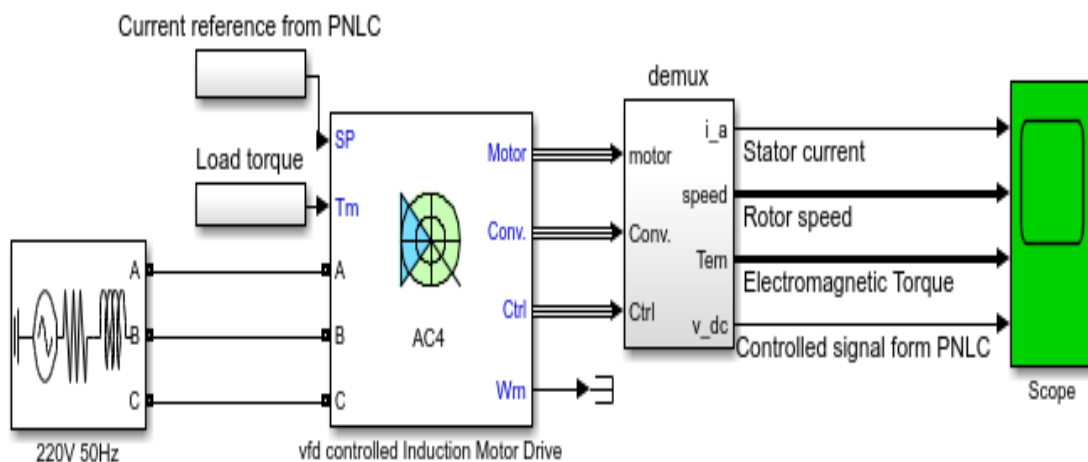 Current reference from PNLC
Load torque
SP
Tm
A
B
C
Motor
Conv.
Ctrl
Wm
AC4
vfd controlled Induction Motor Drive
A
B
C
220V 50Hz
demux
motor
Conv.
Ctrl
i_a
speed
Tem
v_dc
Stator current
Rotor speed
Electromagnetic Torque
Controlled signal form PNLC
Scope